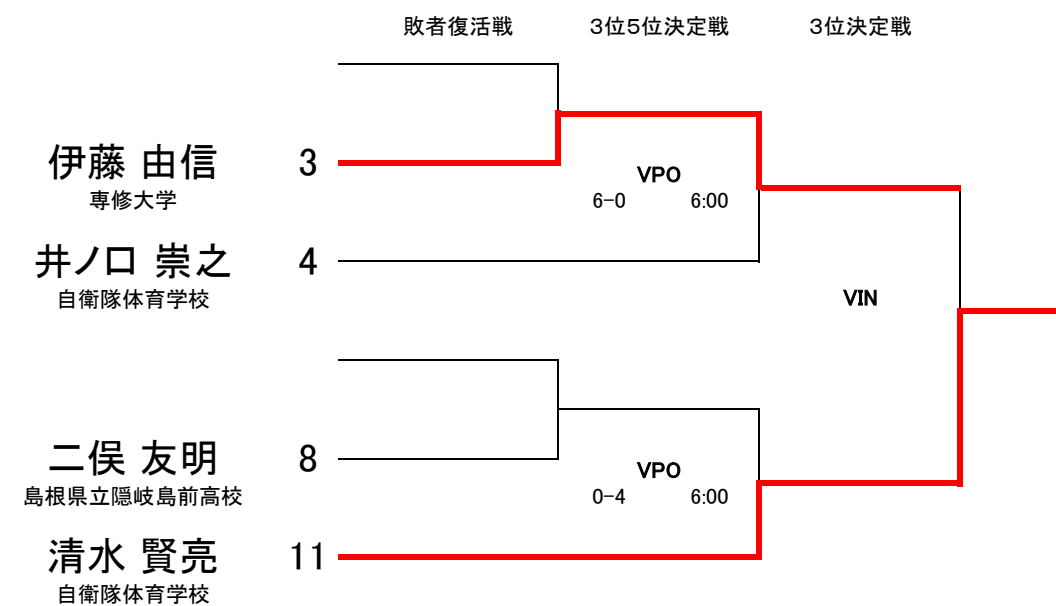 敗者復活戦 3位5位決定戦 3位決定戦
伊藤 由信 3
専修大学
VPO
6-0 6:00
井ノ口 崇之 4
自衛隊体育学校
VIN
二俣 友明 8
島根県立隠岐島前高校
VPO
0-4 6:00
清水 賢亮 11
自衛隊体育学校